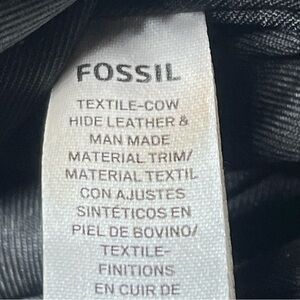 FOSSIL
TEXTILE-COW
HIDE LEATHER &
MAN MADE
MATERIAL TRIM/
MATERIAL TEXTIL
CON AJUSTES
SINTÉTICOS EN
PIEL DE BOVINO/
TEXTILE-
FINITIONS
EN CUIR DE